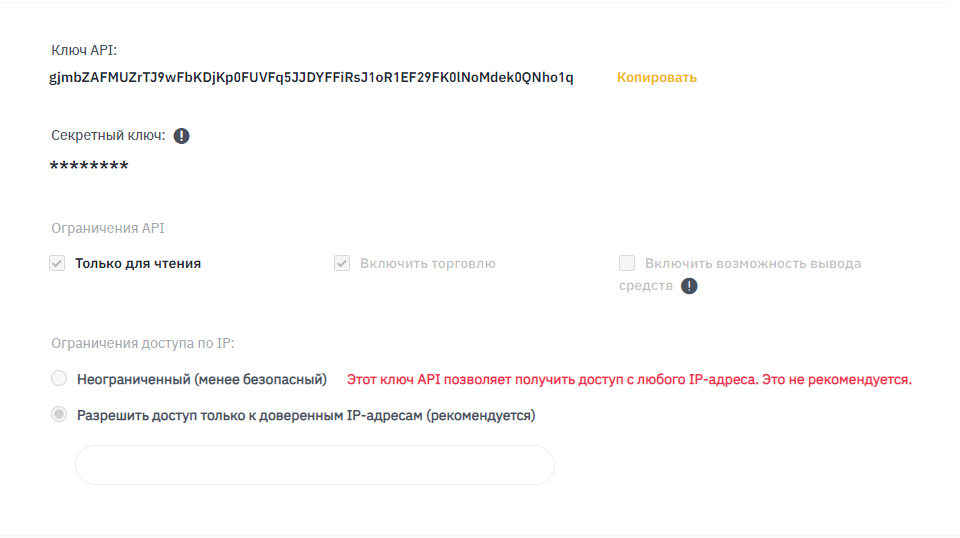 Ключ API:
gjmbZAFMUZrTJ9wFbKDjKp0FUVFq5JJDYFFiRsJ1oR1EF29FK0lNoMdek0QNho1q Копировать
Секретный ключ: !
********
Ограничения API
Только для чтения Включить торговлю Включить возможность вывода
средств !
Ограничения доступа по IP:
Неограниченный (менее безопасный) Этот ключ API позволяет получить доступ с любого IP-адреса. Это не рекомендуется.
Разрешить доступ только к доверенным IP-адресам (рекомендуется)